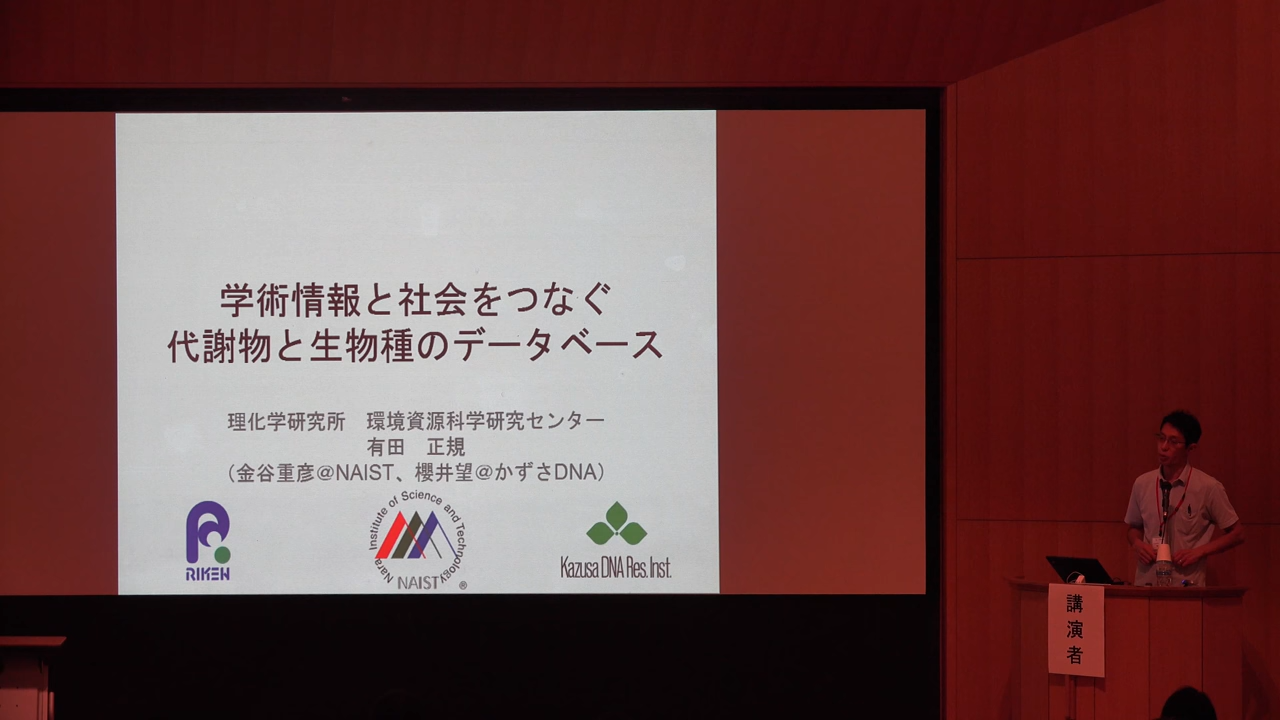 学術情報と社会をつなぐ
代謝物と生物種のデータベース
理化学研究所　環境資源科学研究センター
有田　正規
（金谷重彦@NAIST、櫻井望@かずさDNA）
RIKEN
Nara Institute of Science and Technology
NAIST ®
Kazusa DNA Res. Inst.
講演者